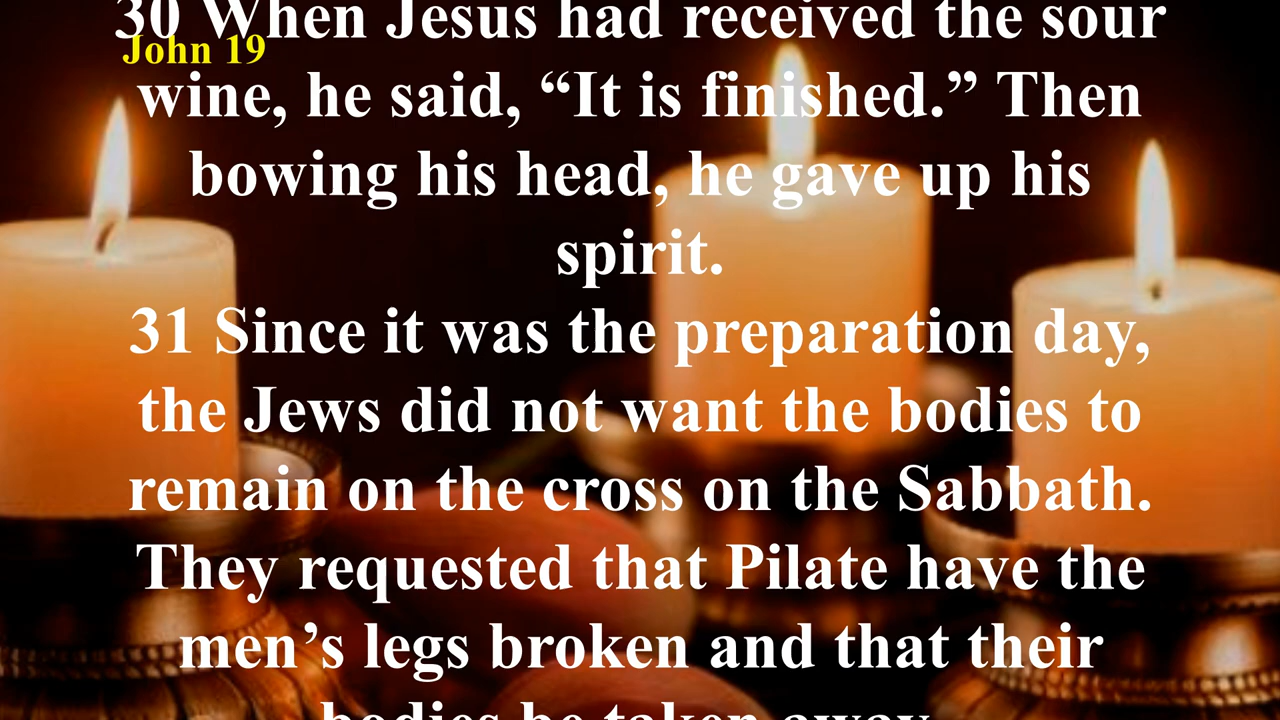 30 When Jesus had received the sour
John 19
wine, he said, “It is finished.” Then
bowing his head, he gave up his
spirit.
31 Since it was the preparation day,
the Jews did not want the bodies to
remain on the cross on the Sabbath.
They requested that Pilate have the
men’s legs broken and that their
bodies be taken away.